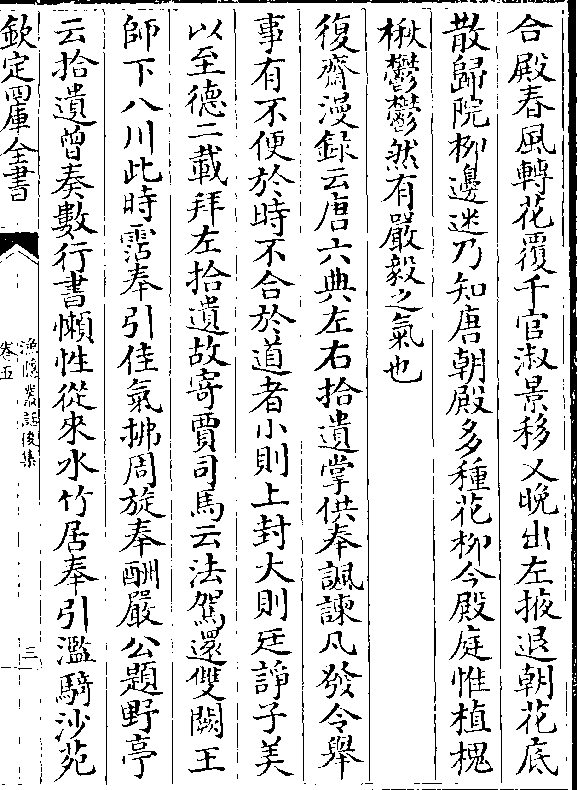 合殿春風轉花覆千官淑景移又晚出左掖退朝花底
散歸院柳邊迷乃知唐朝殿多種花柳今殿庭惟植槐
楸鬱鬱然有嚴毅之氣也
復齋漫錄云唐六典左右拾遺掌供奉諷諫凡發令舉
事有不便於時不合於道者小則上封大則廷諍子美
以至德二載拜左拾遺故寄賈司馬云法駕還雙闕王
師下八川此時霑奉引佳氣拂周旋奉酬嚴公題野亭
云拾遺曾奏數行書懶性從來水竹居奉引濫騎沙苑
欽定四庫全書
漁隱叢話後集
卷五
三